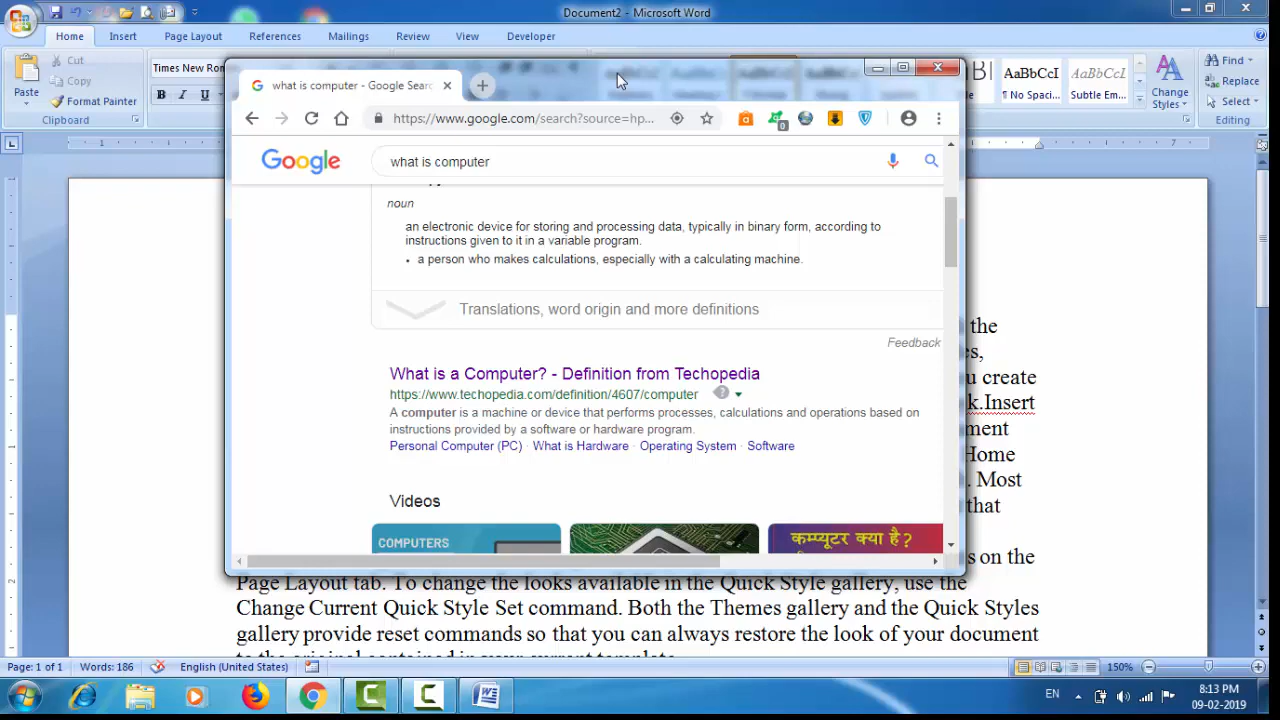 Document2 - Microsoft Word
Home Insert Page Layout References Mailings Review View Developer
Paste
Cut
Copy
Format Painter
Clipboard
Times New Rom
B I U
AaBbCcI
¶ No Spaci...
AaBbCcI
Subtle Em...
Change
Styles
Find
Replace
Select
Editing
what is computer - Google Searc
https://www.google.com/search?source=hp...
0
Google
what is computer
noun
an electronic device for storing and processing data, typically in binary form, according to
instructions given to it in a variable program.
• a person who makes calculations, especially with a calculating machine.
Translations, word origin and more definitions
Feedback
What is a Computer? - Definition from Techopedia
https://www.techopedia.com/definition/4607/computer
A computer is a machine or device that performs processes, calculations and operations based on
instructions provided by a software or hardware program.
Personal Computer (PC) · What is Hardware · Operating System · Software
Videos
COMPUTERS
कम्प्यूटर क्या है?
the
es,
u create
k.Insert
ment
Home
. Most
that
s on the
Page Layout tab. To change the looks available in the Quick Style gallery, use the
Change Current Quick Style Set command. Both the Themes gallery and the Quick Styles
gallery provide reset commands so that you can always restore the look of your document
to the original contained in your current template.
Page: 1 of 1 Words: 186 English (United States) 150%
EN 8:13 PM
09-02-2019